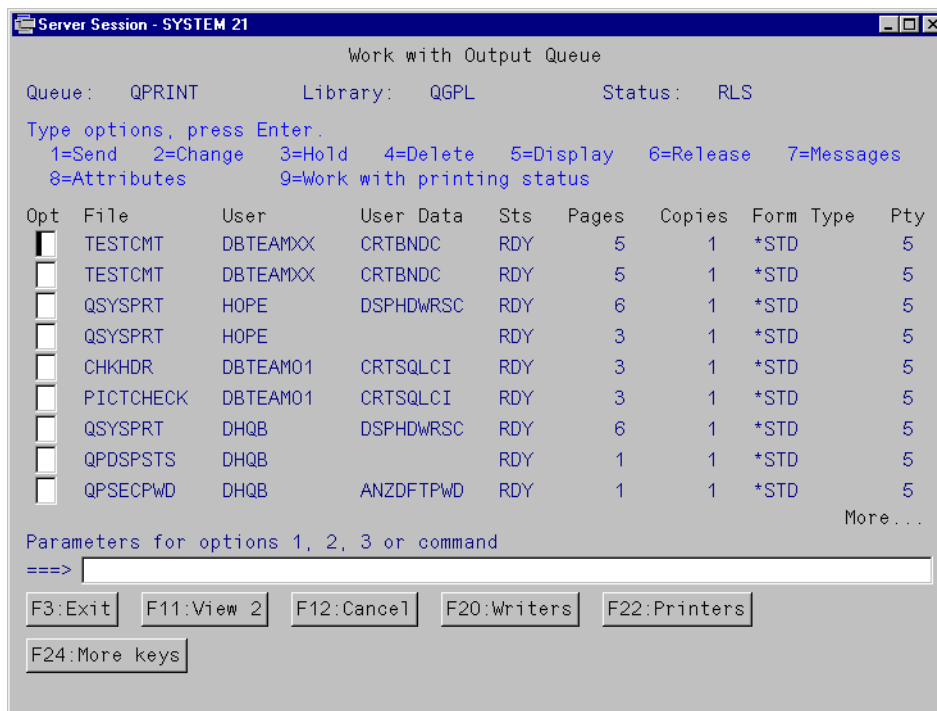 Server Session - SYSTEM 21
Work with Output Queue
Queue: QPRINT Library: QGPL Status: RLS
Type options, press Enter.
1=Send 2=Change 3=Hold 4=Delete 5=Display 6=Release 7=Messages
8=Attributes 9=Work with printing status
Opt File User User Data Sts Pages Copies Form Type Pty
TESTCMT DBTEAMXX CRTBNDC RDY 5 1 *STD 5
TESTCMT DBTEAMXX CRTBNDC RDY 5 1 *STD 5
QSYSPRT HOPE DSPHDWRSC RDY 6 1 *STD 5
QSYSPRT HOPE RDY 3 1 *STD 5
CHKHDR DBTEAM01 CRTSQLCI RDY 3 1 *STD 5
PICTCHECK DBTEAM01 CRTSQLCI RDY 3 1 *STD 5
QSYSPRT DHQB DSPHDWRSC RDY 6 1 *STD 5
QPDSPSTS DHQB RDY 1 1 *STD 5
QPSECPWD DHQB ANZDFTPWD RDY 1 1 *STD 5
More...
Parameters for options 1, 2, 3 or command
===>
F3:Exit F11:View 2 F12:Cancel F20:Writers F22:Printers
F24:More keys